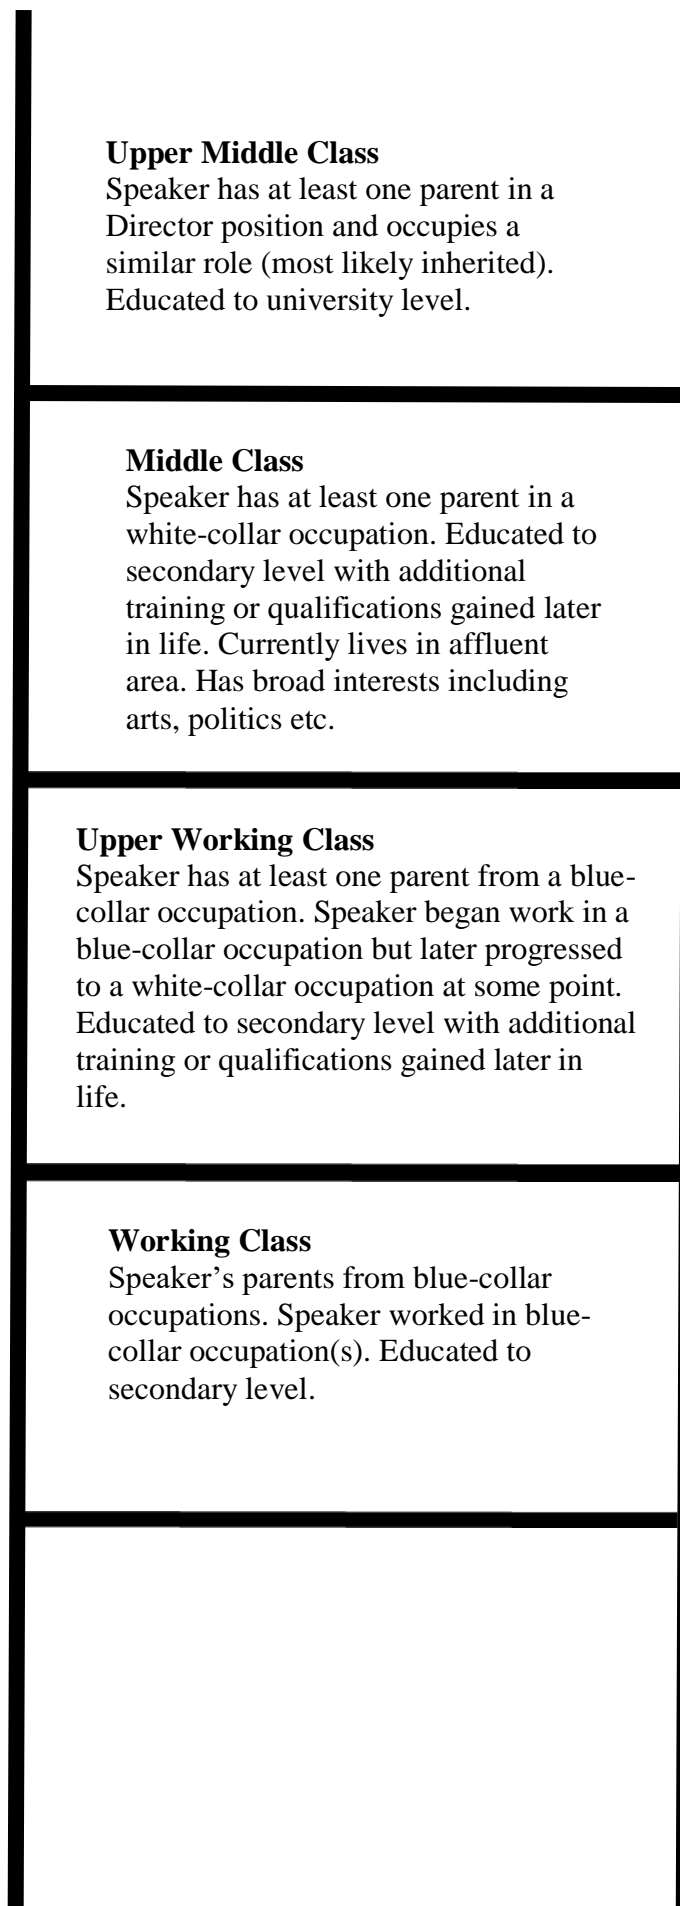 Upper Middle Class
Speaker has at least one parent in a
Director position and occupies a
similar role (most likely inherited).
Educated to university level.
Middle Class
Speaker has at least one parent in a
white-collar occupation. Educated to
secondary level with additional
training or qualifications gained later
in life. Currently lives in affluent
area. Has broad interests including
arts, politics etc.
Upper Working Class
Speaker has at least one parent from a blue-
collar occupation. Speaker began work in a
blue-collar occupation but later progressed
to a white-collar occupation at some point.
Educated to secondary level with additional
training or qualifications gained later in
life.
Working Class
Speaker’s parents from blue-collar
occupations. Speaker worked in blue-
collar occupation(s). Educated to
secondary level.